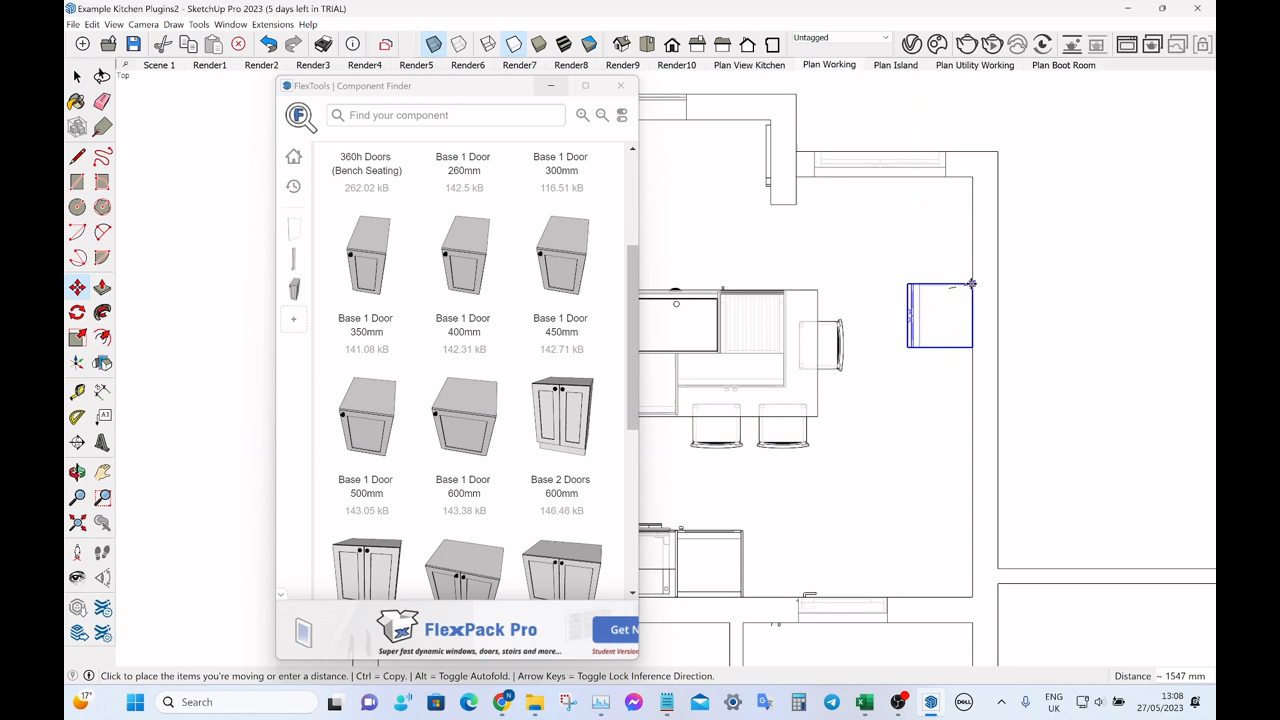 Example Kitchen Plugins2 - SketchUp Pro 2023 (5 days left in TRIAL)
File Edit View Camera Draw Tools Window Extensions Help
Untagged
Scene 1 Render1 Render2 Render3 Render4 Render5 Render6 Render7 Render8 Render9 Render10 Plan View Kitchen Plan Working Plan Island Plan Utility Working Plan Boot Room
Top
FlexTools | Component Finder
Find your component
360h Doors (Bench Seating)
262.02 kB
Base 1 Door 260mm
142.5 kB
Base 1 Door 300mm
116.51 kB
Base 1 Door 350mm
141.08 kB
Base 1 Door 400mm
142.31 kB
Base 1 Door 450mm
142.71 kB
Base 1 Door 500mm
143.05 kB
Base 1 Door 600mm
143.38 kB
Base 2 Doors 600mm
146.46 kB
FlexPack Pro
Super fast dynamic windows, doors, stairs and more...
Get N
Student Version
Click to place the items you're moving or enter a distance. | Ctrl = Copy. | Alt = Toggle Autofold. | Arrow Keys = Toggle Lock Inference Direction.
Distance ~ 1547 mm
17°
Search
ENG
UK
13:08
27/05/2023